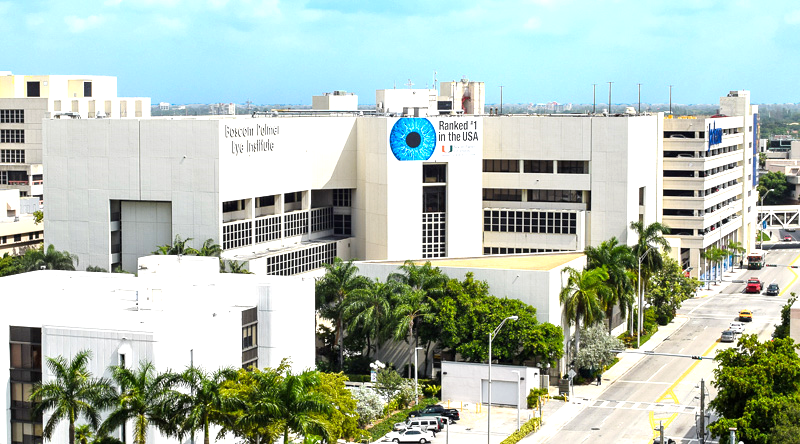 Bascom Palmer
Eye Institute
Ranked #1
in the USA
U